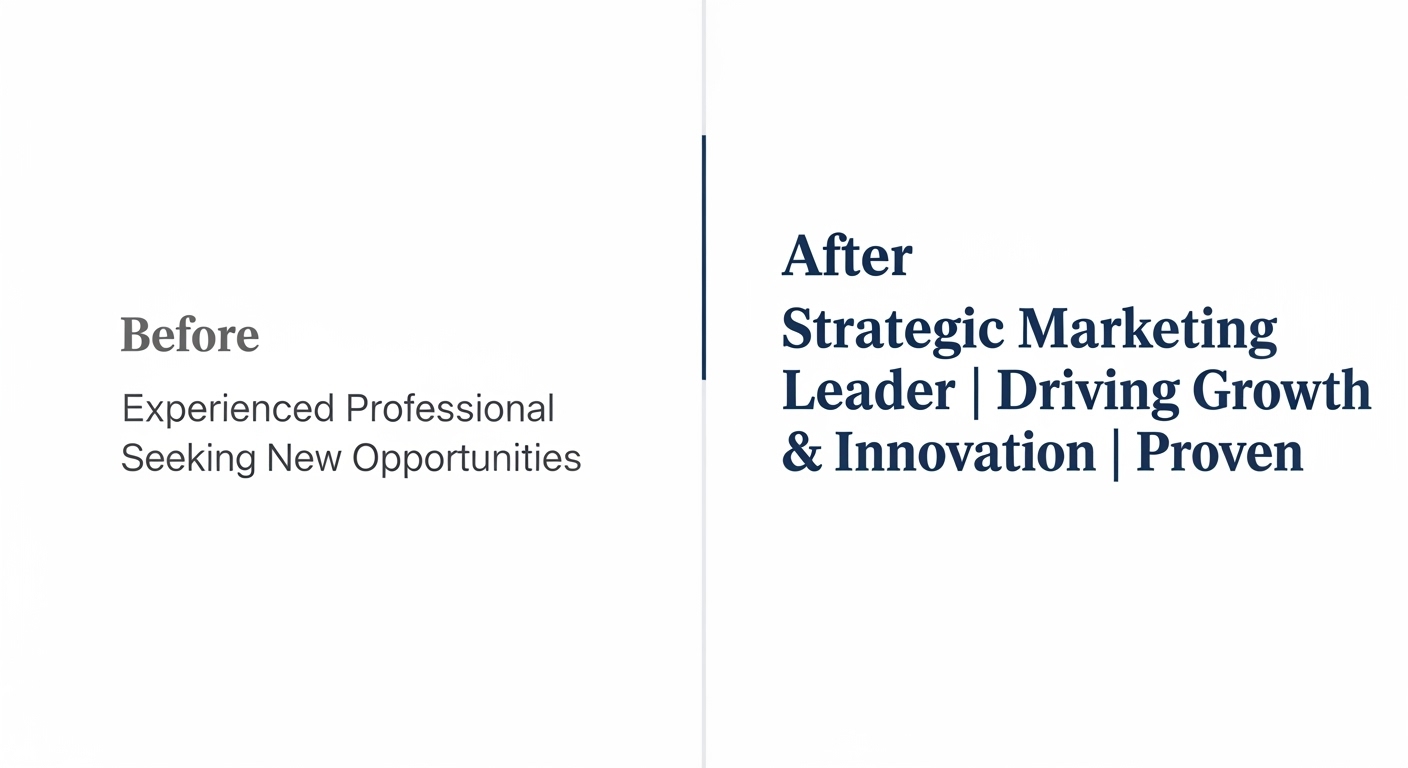 Before
Experienced Professional
Seeking New Opportunities
After
Strategic Marketing
Leader | Driving Growth
& Innovation | Proven